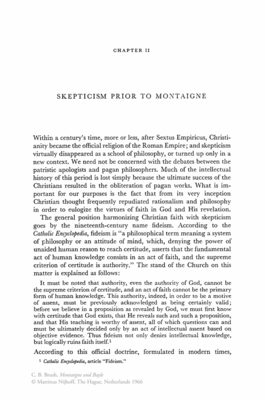 CHAPTER II
SKEPTICISM PRIOR TO MONTAIGNE
Within a century's time, more or less, after Sextus Empiricus, Christi-
anity became the official religion of the Roman Empire; and skepticism
virtually disappeared as a school of philosophy, or turned up only in a
new context. We need not be concerned with the debates between the
patristic apologists and pagan philosophers. Much of the intellectual
history of this period is lost simply because the ultimate success of the
Christians resulted in the obliteration of pagan works. What is im-
portant for our purposes is the fact that from its very inception
Christian thought frequently repudiated rationalism and philosophy
in order to eulogize the virtues of faith in God and His revelation.
The general position harmonizing Christian faith with skepticism
goes by the nineteenth-century name fideism. According to the
Catholic Encyclopedia, fideism is "a philosophical term meaning a system
of philosophy or an attitude of mind, which, denying the power of
unaided human reason to reach certitude, asserts that the fundamental
act of human knowledge consists in an act of faith, and the supreme
criterion of certitude is authority." The stand of the Church on this
matter is explained as follows:
It must be noted that authority, even the authority of God, cannot be
the supreme criterion of certitude, and an act of faith cannot be the primary
form of human knowledge. This authority, indeed, in order to be a motive
of assent, must be previously acknowledged as being certainly valid;
before we believe in a proposition as revealed by God, we must first know
with certitude that God exists, that He reveals such and such a proposition,
and that His teaching is worthy of assent, all of which questions can and
must be ultimately decided only by an act of intellectual assent based on
objective evidence. Thus fideism not only denies intellectual knowledge,
but logically ruins faith itself.1
According to this official doctrine, formulated in modern times,
1 Catholic Encyclopedia, article "Fideism."
C. B. Brush, Montaigne and Bayle
© Martinus Nijhoff, The Hague, Netherlands 1966